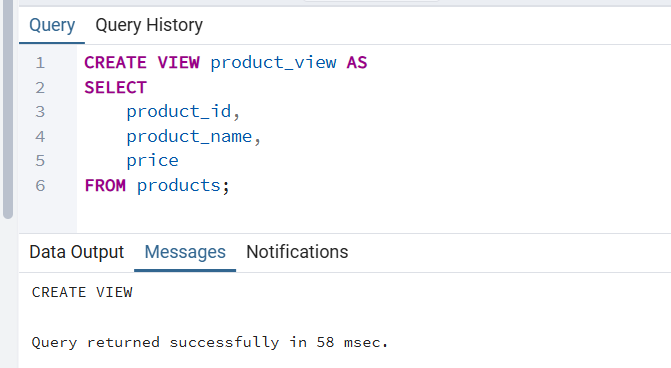 Query Query History
1 CREATE VIEW product_view AS
2 SELECT
3 product_id,
4 product_name,
5 price
6 FROM products;
Data Output Messages Notifications
CREATE VIEW
Query returned successfully in 58 msec.